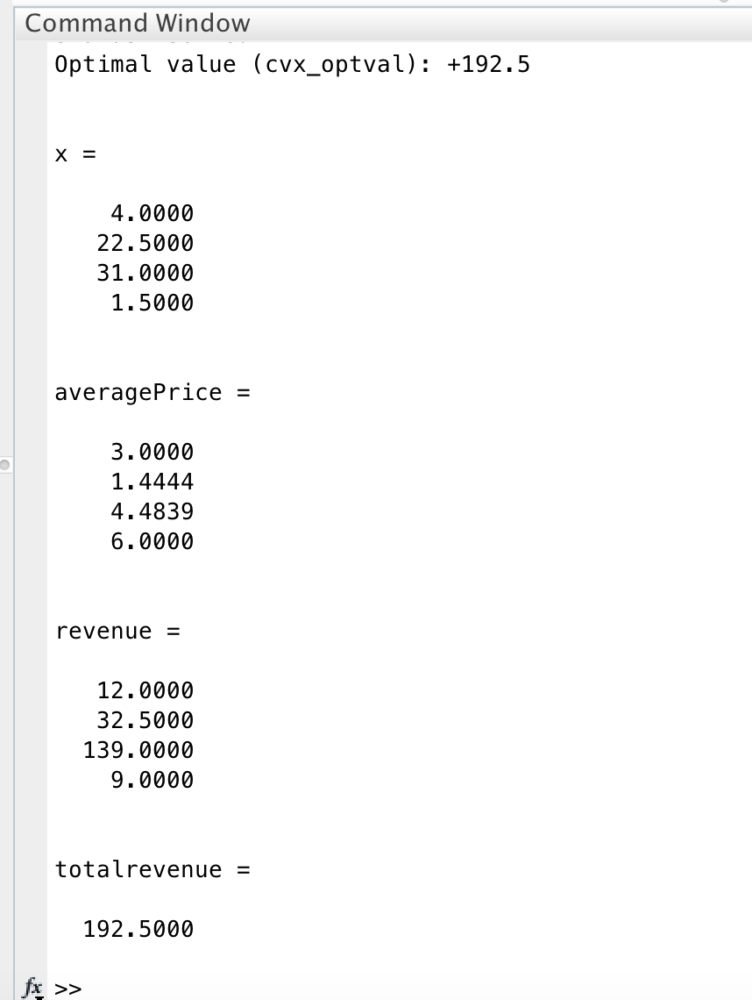 Command Window
Optimal value (cvx_optval): +192.5
x =
4.0000
22.5000
31.0000
1.5000
averagePrice =
3.0000
1.4444
4.4839
6.0000
revenue =
12.0000
32.5000
139.0000
9.0000
totalrevenue =
192.5000
fx >>